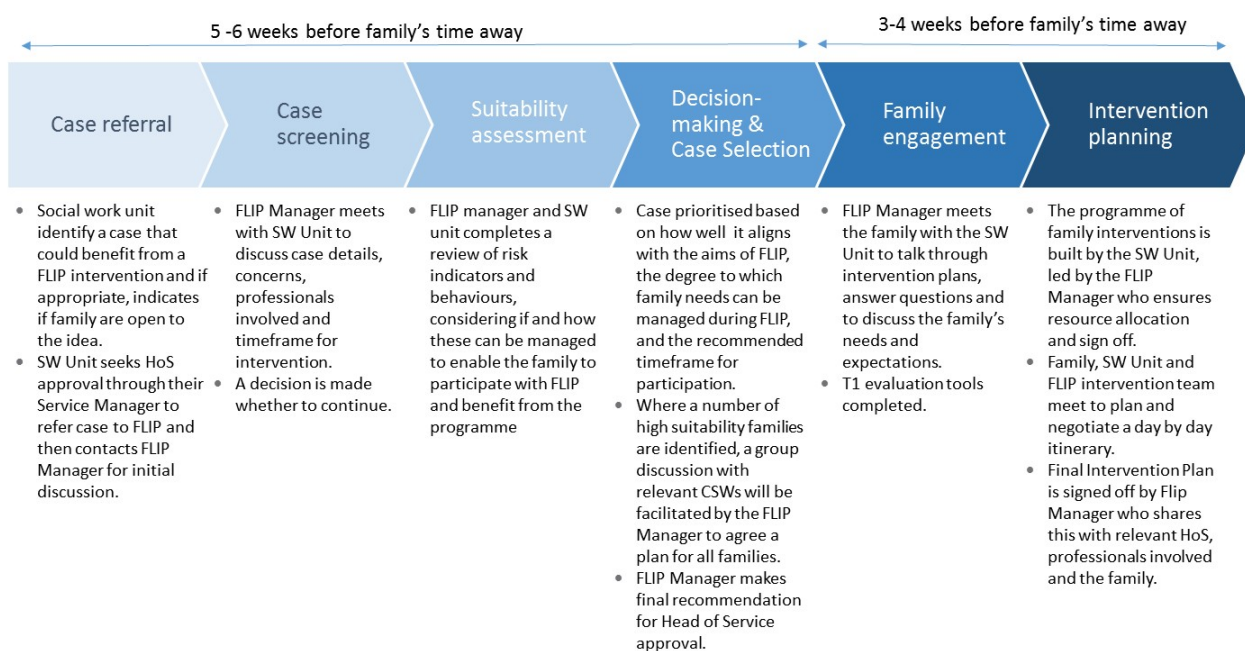 5 -6 weeks before family's time away
3-4 weeks before family's time away
Case referral
Case
screening
Suitability
assessment
Decision-
making &
Case Selection
Family
engagement
Intervention
planning
• Social work unit
identify a case that
could benefit from a
FLIP intervention and if
appropriate, indicates
if family are open to
the idea.
• SW Unit seeks HoS
approval through their
Service Manager to
refer case to FLIP and
then contacts FLIP
Manager for initial
discussion.
• FLIP Manager meets
with SW Unit to
discuss case details,
concerns,
professionals
involved and
timeframe for
intervention.
• A decision is made
whether to continue.
• FLIP manager and SW
unit completes a
review of risk
indicators and
behaviours,
considering if and how
these can be managed
to enable the family to
participate with FLIP
and benefit from the
programme
• Case prioritised based
on how well  it aligns
with the aims of FLIP,
the degree to which
family needs can be
managed during FLIP,
and the recommended
timeframe for
participation.
• Where a number of
high suitability families
are identified, a group
discussion with
relevant CSWs will be
facilitated by the FLIP
Manager to agree a
plan for all families.
• FLIP Manager makes
final recommendation
for Head of Service
approval.
• FLIP Manager meets
the family with the SW
Unit to talk through
intervention plans,
answer questions and
to discuss the family's
needs and
expectations.
• T1 evaluation tools
completed.
• The programme of
family interventions is
built by the SW Unit,
led by the FLIP
Manager who ensures
resource allocation
and sign off.
• Family, SW Unit and
FLIP intervention team
meet to plan and
negotiate a day by day
itinerary.
• Final Intervention Plan
is signed off by Flip
Manager who shares
this with relevant HoS,
professionals involved
and the family.